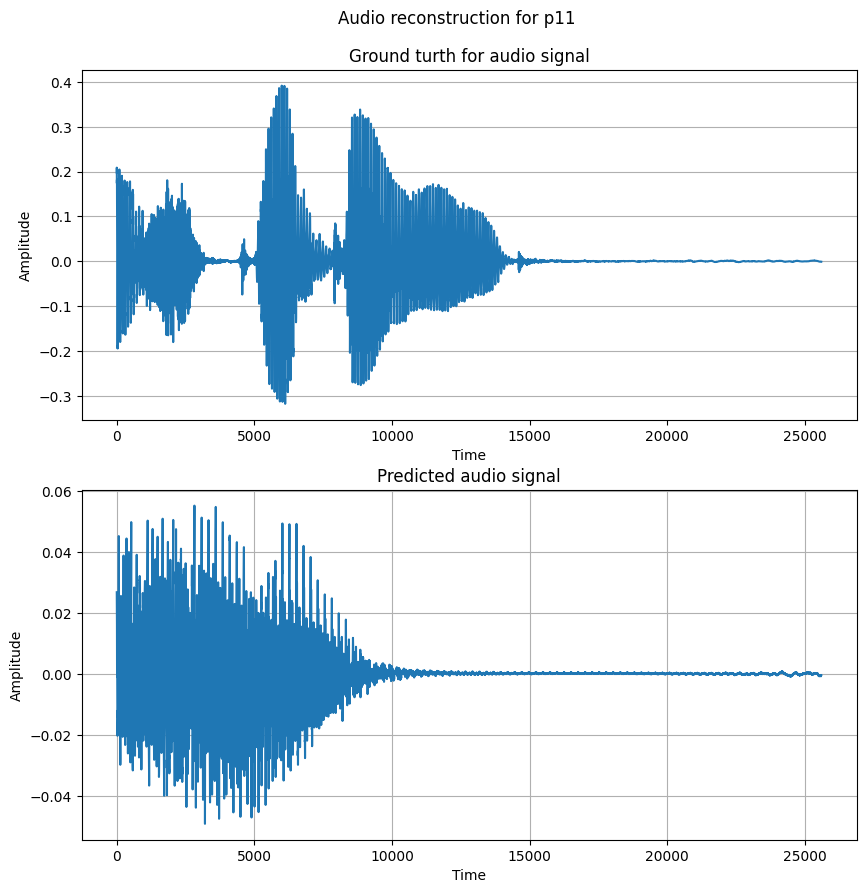 Audio reconstruction for p11
Ground turth for audio signal
0.4
0.3
0.2
0.1
0.0
−0.1
−0.2
−0.3
Amplitude
0 5000 10000 15000 20000 25000
Time
Predicted audio signal
0.06
0.04
0.02
0.00
−0.02
−0.04
Amplitude
0 5000 10000 15000 20000 25000
Time